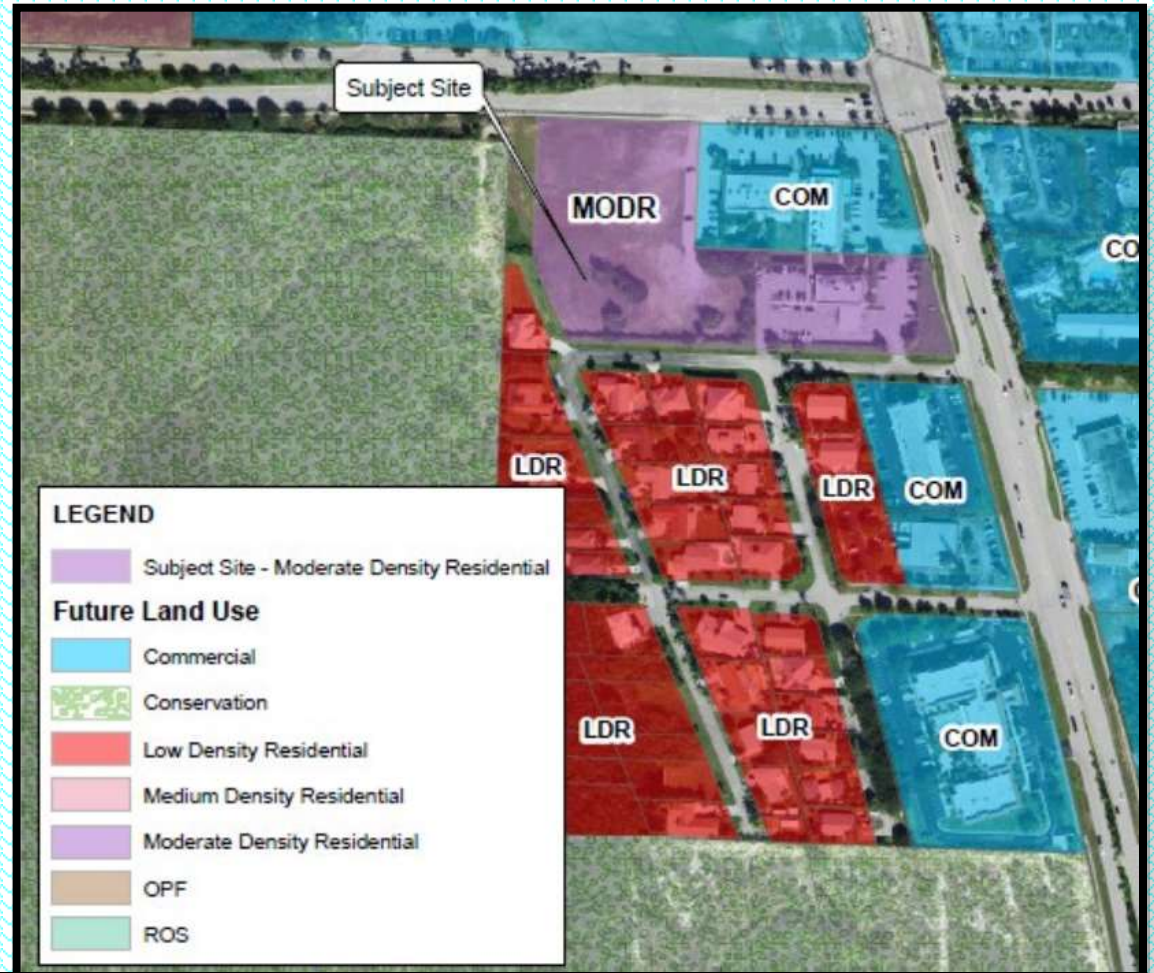 Subject Site
MODR
COM
CO
LDR
LDR
LDR
COM
LDR
LDR
COM
LEGEND
Subject Site - Moderate Density Residential
Future Land Use
Commercial
Conservation
Low Density Residential
Medium Density Residential
Moderate Density Residential
OPF
ROS